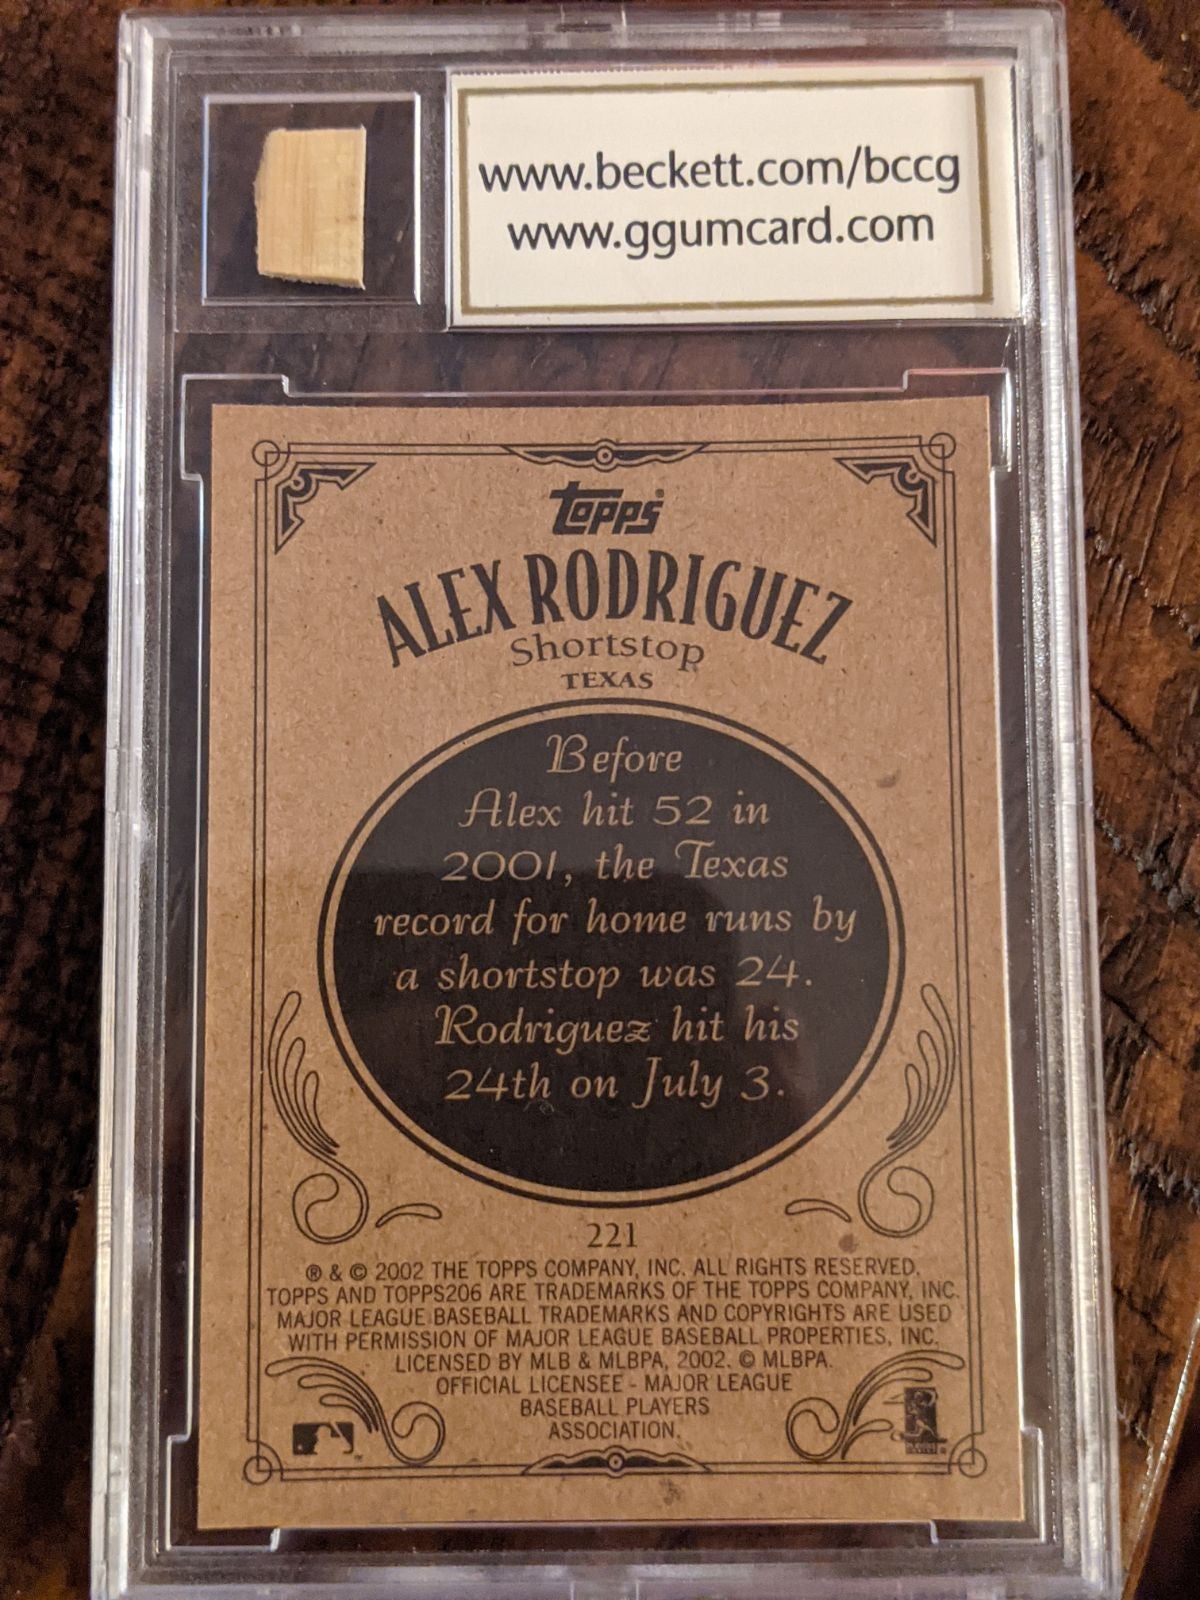 www.beckett.com/bccg
www.ggumcard.com
topps
ALEX RODRIGUEZ
Shortstop
TEXAS
Before
Alex hit 52 in
2001, the Texas
record for home runs by
a shortstop was 24.
Rodriguez hit his
24th on July 3.
221
® & © 2002 THE TOPPS COMPANY, INC. ALL RIGHTS RESERVED.
TOPPS AND TOPPS206 ARE TRADEMARKS OF THE TOPPS COMPANY, INC.
MAJOR LEAGUE BASEBALL TRADEMARKS AND COPYRIGHTS ARE USED
WITH PERMISSION OF MAJOR LEAGUE BASEBALL PROPERTIES, INC.
LICENSED BY MLB & MLBPA, 2002. © MLBPA.
OFFICIAL LICENSEE - MAJOR LEAGUE
BASEBALL PLAYERS
ASSOCIATION.